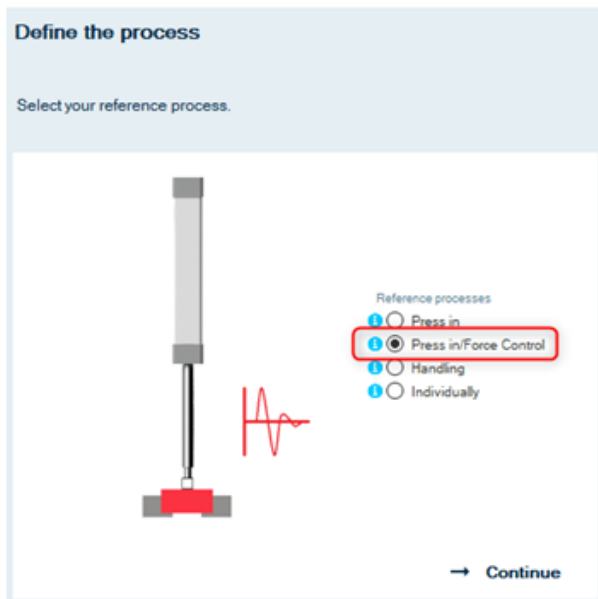 Define the process
Select your reference process.
Reference processes
Press in
Press in/Force Control
Handling
Individually
→ Continue